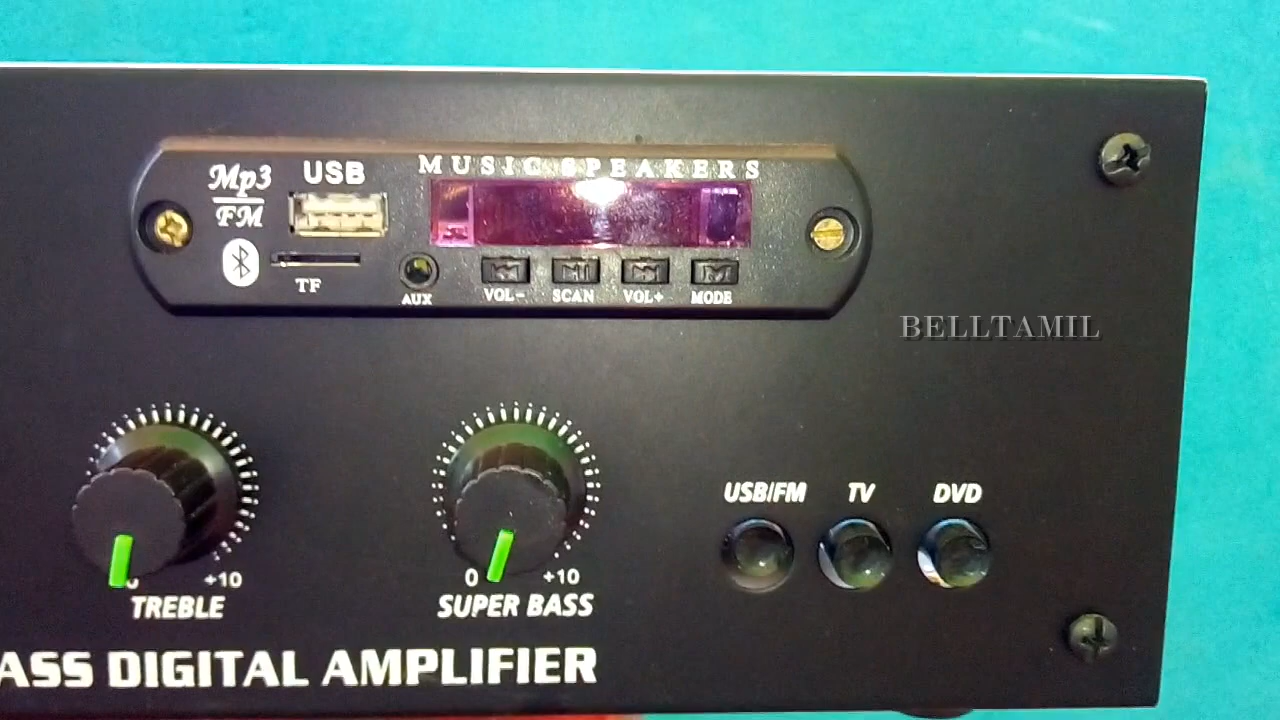 MUSIC SPEAKERS
Mp3
FM
USB
TF
AUX
VOL-
SCAN
VOL+
MODE
BELLTAMIL
USB/FM
TV
DVD
0
+10
0
+10
TREBLE
SUPER BASS
ASS DIGITAL AMPLIFIER